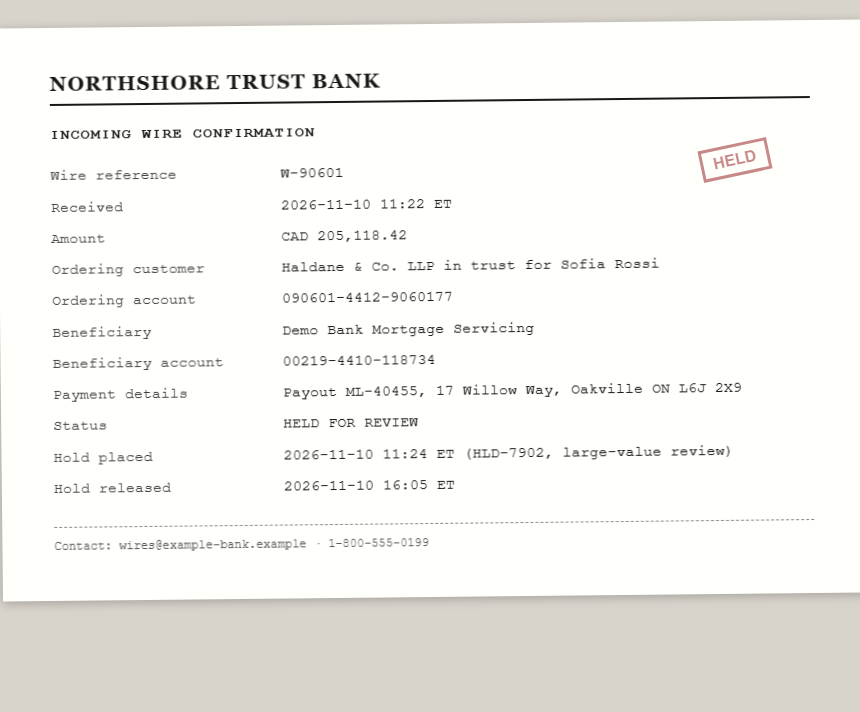 NORTHSHORE TRUST BANK
INCOMING WIRE CONFIRMATION
HELD
Wire reference W-90601
Received 2026-11-10 11:22 ET
Amount CAD 205,118.42
Ordering customer Haldane & Co. LLP in trust for Sofia Rossi
Ordering account 090601-4412-9060177
Beneficiary Demo Bank Mortgage Servicing
Beneficiary account 00219-4410-118734
Payment details Payout ML-40455, 17 Willow Way, Oakville ON L6J 2X9
Status HELD FOR REVIEW
Hold placed 2026-11-10 11:24 ET (HLD-7902, large-value review)
Hold released 2026-11-10 16:05 ET
Contact: wires@example-bank.example · 1-800-555-0199